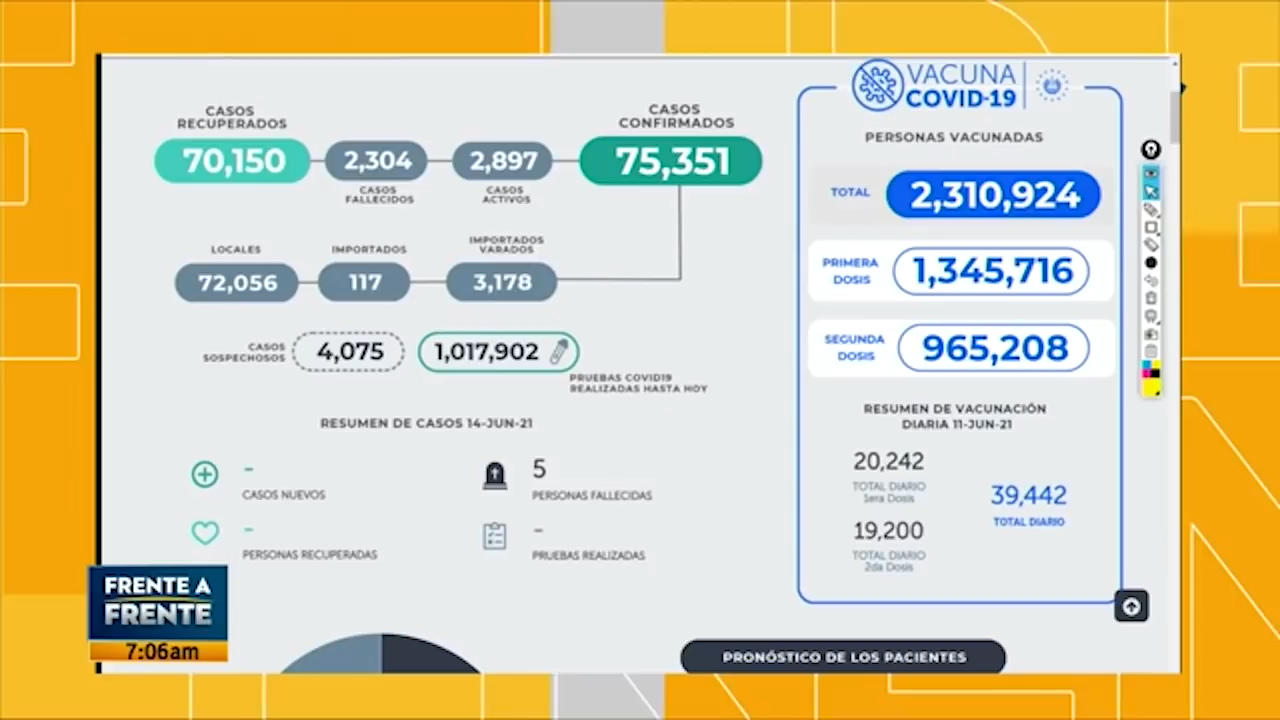 CASOS
RECUPERADOS
70,150
2,304
CASOS
FALLECIDOS
2,897
CASOS
ACTIVOS
CASOS
CONFIRMADOS
75,351
LOCALES
72,056
IMPORTADOS
117
IMPORTADOS
VARADOS
3,178
CASOS
SOSPECHOSOS
4,075
1,017,902
PRUEBAS COVID19
REALIZADAS HASTA HOY
RESUMEN DE CASOS 14-JUN-21
-
CASOS NUEVOS
5
PERSONAS FALLECIDAS
-
PERSONAS RECUPERADAS
-
PRUEBAS REALIZADAS
VACUNA
COVID-19
PERSONAS VACUNADAS
TOTAL
2,310,924
PRIMERA
DOSIS
1,345,716
SEGUNDA
DOSIS
965,208
RESUMEN DE VACUNACIÓN
DIARIA 11-JUN-21
20,242
TOTAL DIARIO
1era Dosis
19,200
TOTAL DIARIO
2da Dosis
39,442
TOTAL DIARIO
PRONÓSTICO DE LOS PACIENTES
FRENTE A
FRENTE
7:06am